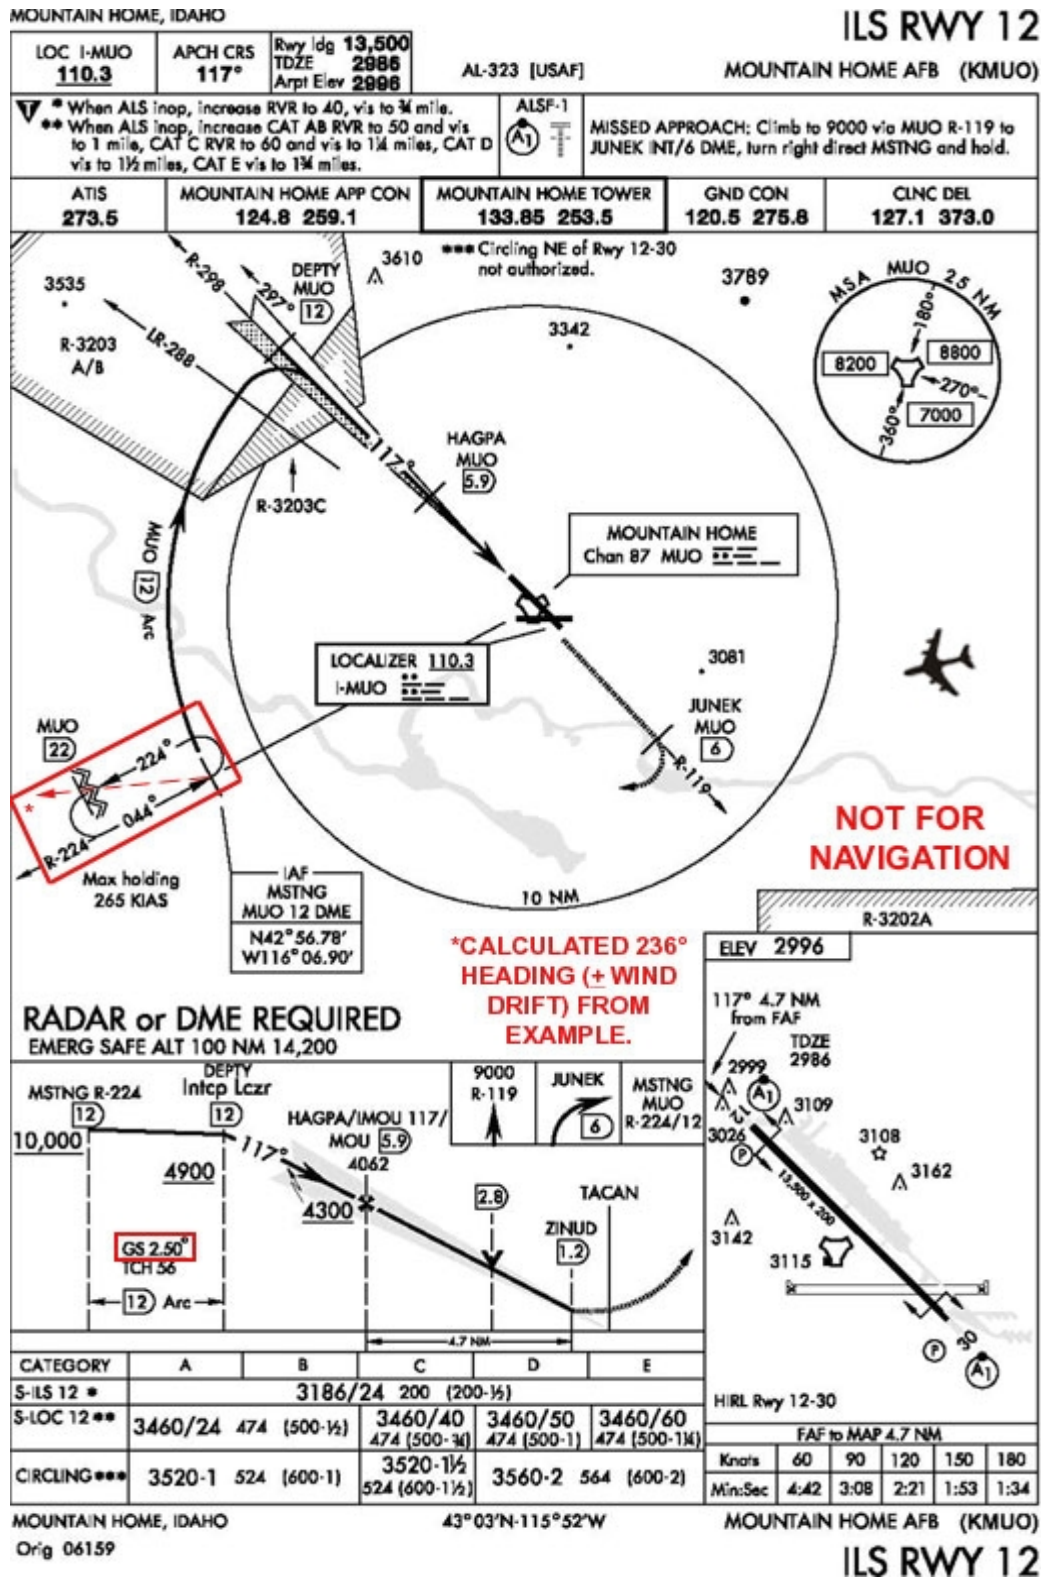 MOUNTAIN HOME, IDAHO
ILS RWY 12
MOUNTAIN HOME AFB (KMUO)
LOC I-MUO
110.3
APCH CRS
117°
Rwy ldg 13,500
TDZE 2986
Arpt Elev 2996
AL-323 [USAF]
T * When ALS inop, increase RVR to 40, vis to ¾ mile.
** When ALS inop, increase CAT AB RVR to 50 and vis
to 1 mile, CAT C RVR to 60 and vis to 1¼ miles, CAT D
vis to 1½ miles, CAT E vis to 1¾ miles.
ALSF-1
A1
MISSED APPROACH: Climb to 9000 via MUO R-119 to
JUNEK INT/6 DME, turn right direct MSTNG and hold.
ATIS
273.5
MOUNTAIN HOME APP CON
124.8 259.1
MOUNTAIN HOME TOWER
133.85 253.5
GND CON
120.5 275.8
CLNC DEL
127.1 373.0
***Circling NE of Rwy 12-30
not authorized.
3535
R-3203
A/B
R-298
297°
LR-288
DEPTY
MUO
12
3610
3342
3789
MSA MUO 25 NM
180°
8200
8800
270°
360°
7000
117°
HAGPA
MUO
5.9
R-3203C
MOUNTAIN HOME
Chan 87 MUO
MUO 12 Arc
LOCALIZER 110.3
I-MUO
3081
JUNEK
MUO
6
R-119
MUO
22
224°
*
044°
R-224
Max holding
265 KIAS
IAF
MSTNG
MUO 12 DME
N42°56.78'
W116°06.90'
10 NM
NOT FOR
NAVIGATION
R-3202A
*CALCULATED 236°
HEADING (± WIND
DRIFT) FROM
EXAMPLE.
RADAR or DME REQUIRED
EMERG SAFE ALT 100 NM 14,200
ELEV 2996
117° 4.7 NM
from FAF
TDZE
2986
2999
A1
3109
3026
12
P
3108
3162
13,500 x 200
3142
3115
30
P
A1
HIRL Rwy 12-30
MSTNG R-224
12
DEPTY
Intcp Lczr
12
10,000
117°
4900
HAGPA/IMOU 117/
MOU 5.9
4062
4300
9000
R-119
JUNEK
6
MSTNG
MUO
R-224/12
2.8
TACAN
ZINUD
1.2
GS 2.50°
TCH 56
12 Arc
4.7 NM
CATEGORY A B C D E
S-ILS 12 * 3186/24 200 (200-½)
S-LOC 12 ** 3460/24 474 (500-½) 3460/40 474 (500-¾) 3460/50 474 (500-1) 3460/60 474 (500-1¼)
CIRCLING*** 3520-1 524 (600-1) 3520-1½ 524 (600-1½) 3560-2 564 (600-2)
FAF to MAP 4.7 NM
Knots 60 90 120 150 180
Min:Sec 4:42 3:08 2:21 1:53 1:34
MOUNTAIN HOME, IDAHO
43°03'N-115°52'W
MOUNTAIN HOME AFB (KMUO)
Orig 06159
ILS RWY 12